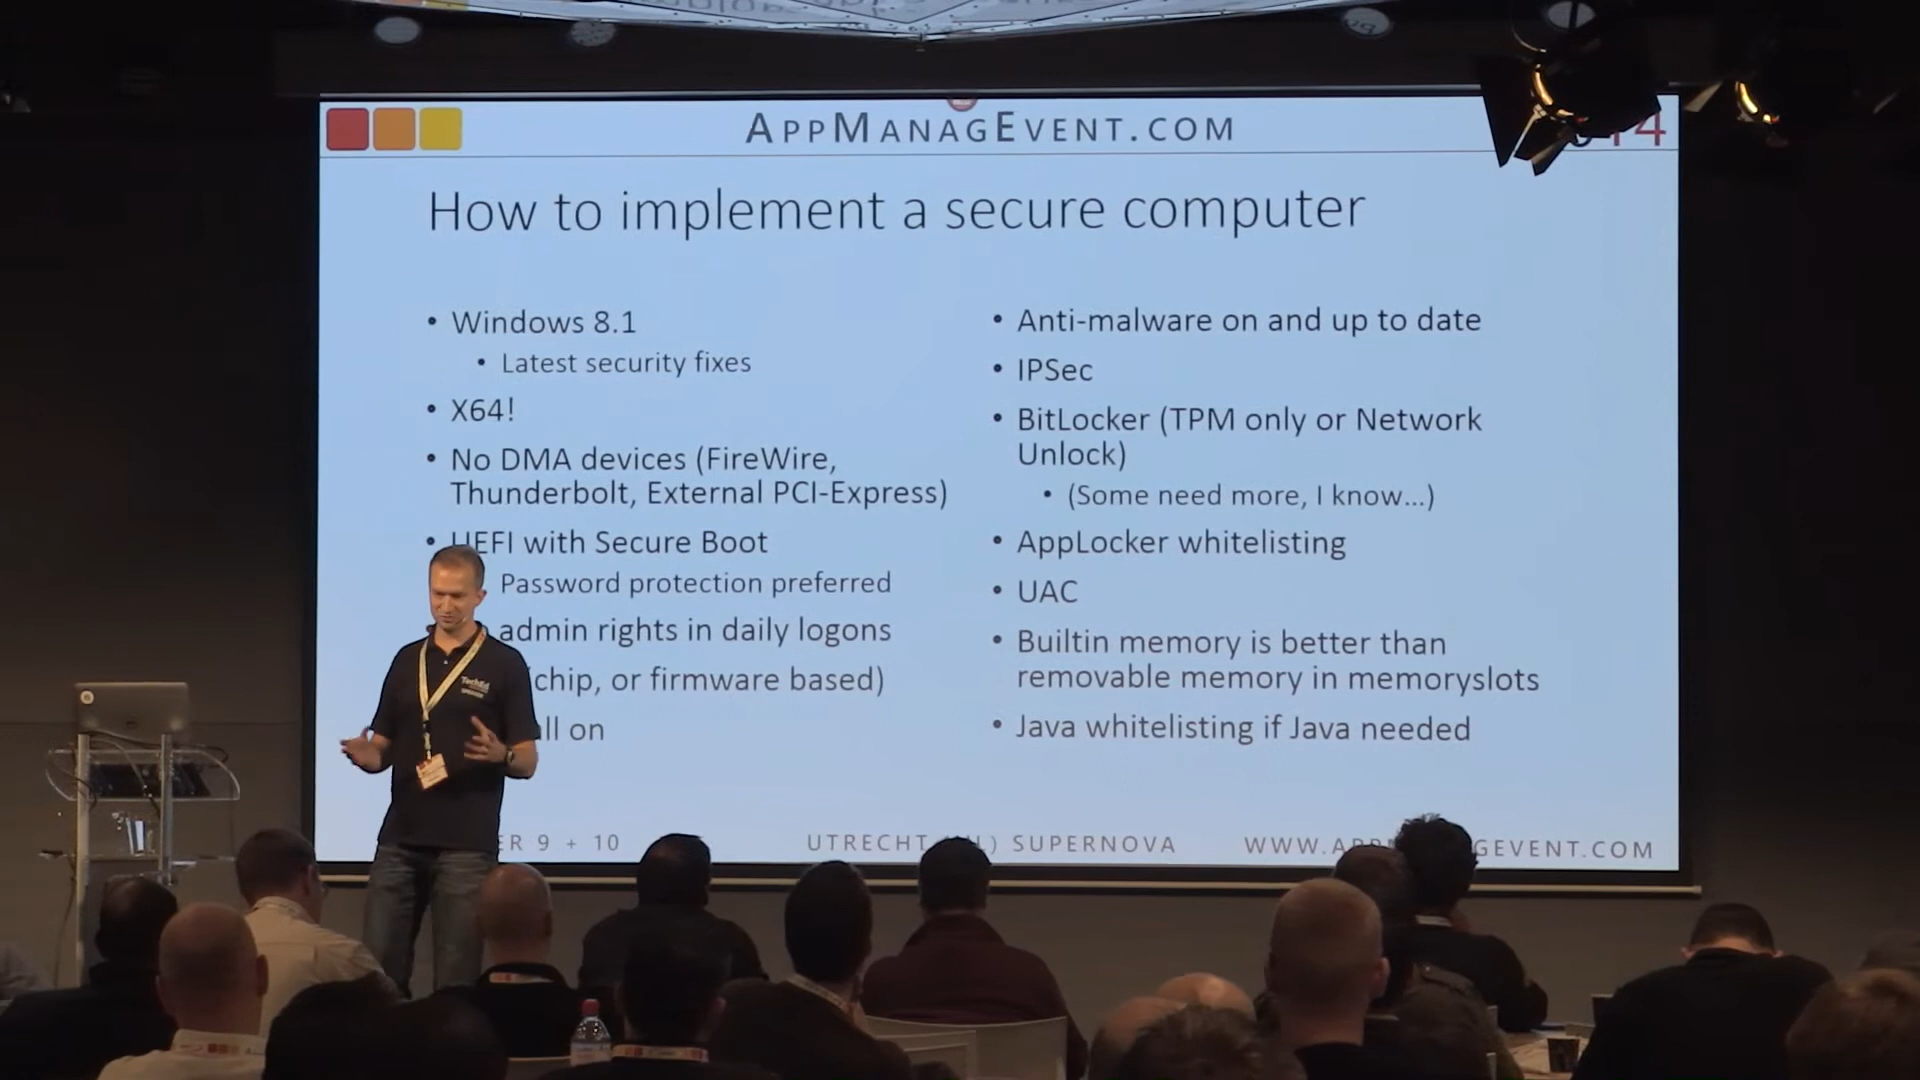 APPMANAGEVENT.COM
How to implement a secure computer
• Windows 8.1
• Latest security fixes
• X64!
• No DMA devices (FireWire,
Thunderbolt, External PCI-Express)
• UEFI with Secure Boot
Password protection preferred
admin rights in daily logons
(chip, or firmware based)
ll on
• Anti-malware on and up to date
• IPSec
• BitLocker (TPM only or Network
Unlock)
• (Some need more, I know...)
• AppLocker whitelisting
• UAC
• Builtin memory is better than
removable memory in memoryslots
• Java whitelisting if Java needed
ER 9 + 10
UTRECHT SUPERNOVA
GEVENT.COM
TechEd